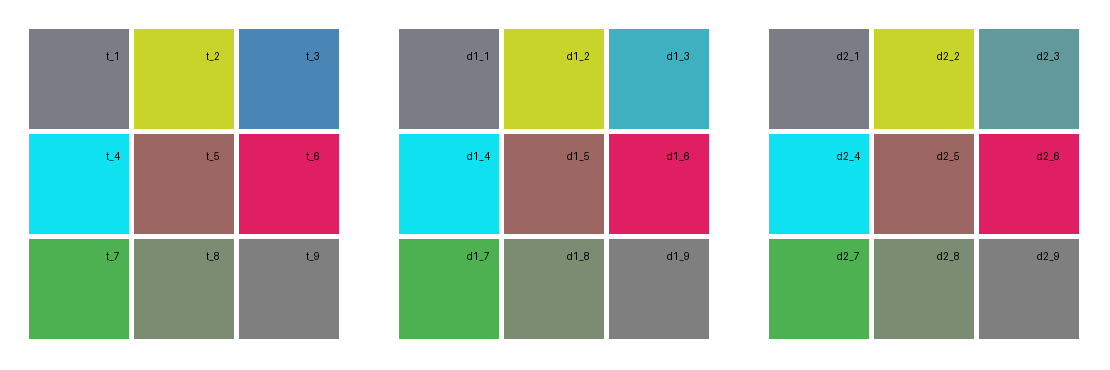 t_1 t_2 t_3 d1_1 d1_2 d1_3 d2_1 d2_2 d2_3
t_4 t_5 t_6 d1_4 d1_5 d1_6 d2_4 d2_5 d2_6
t_7 t_8 t_9 d1_7 d1_8 d1_9 d2_7 d2_8 d2_9